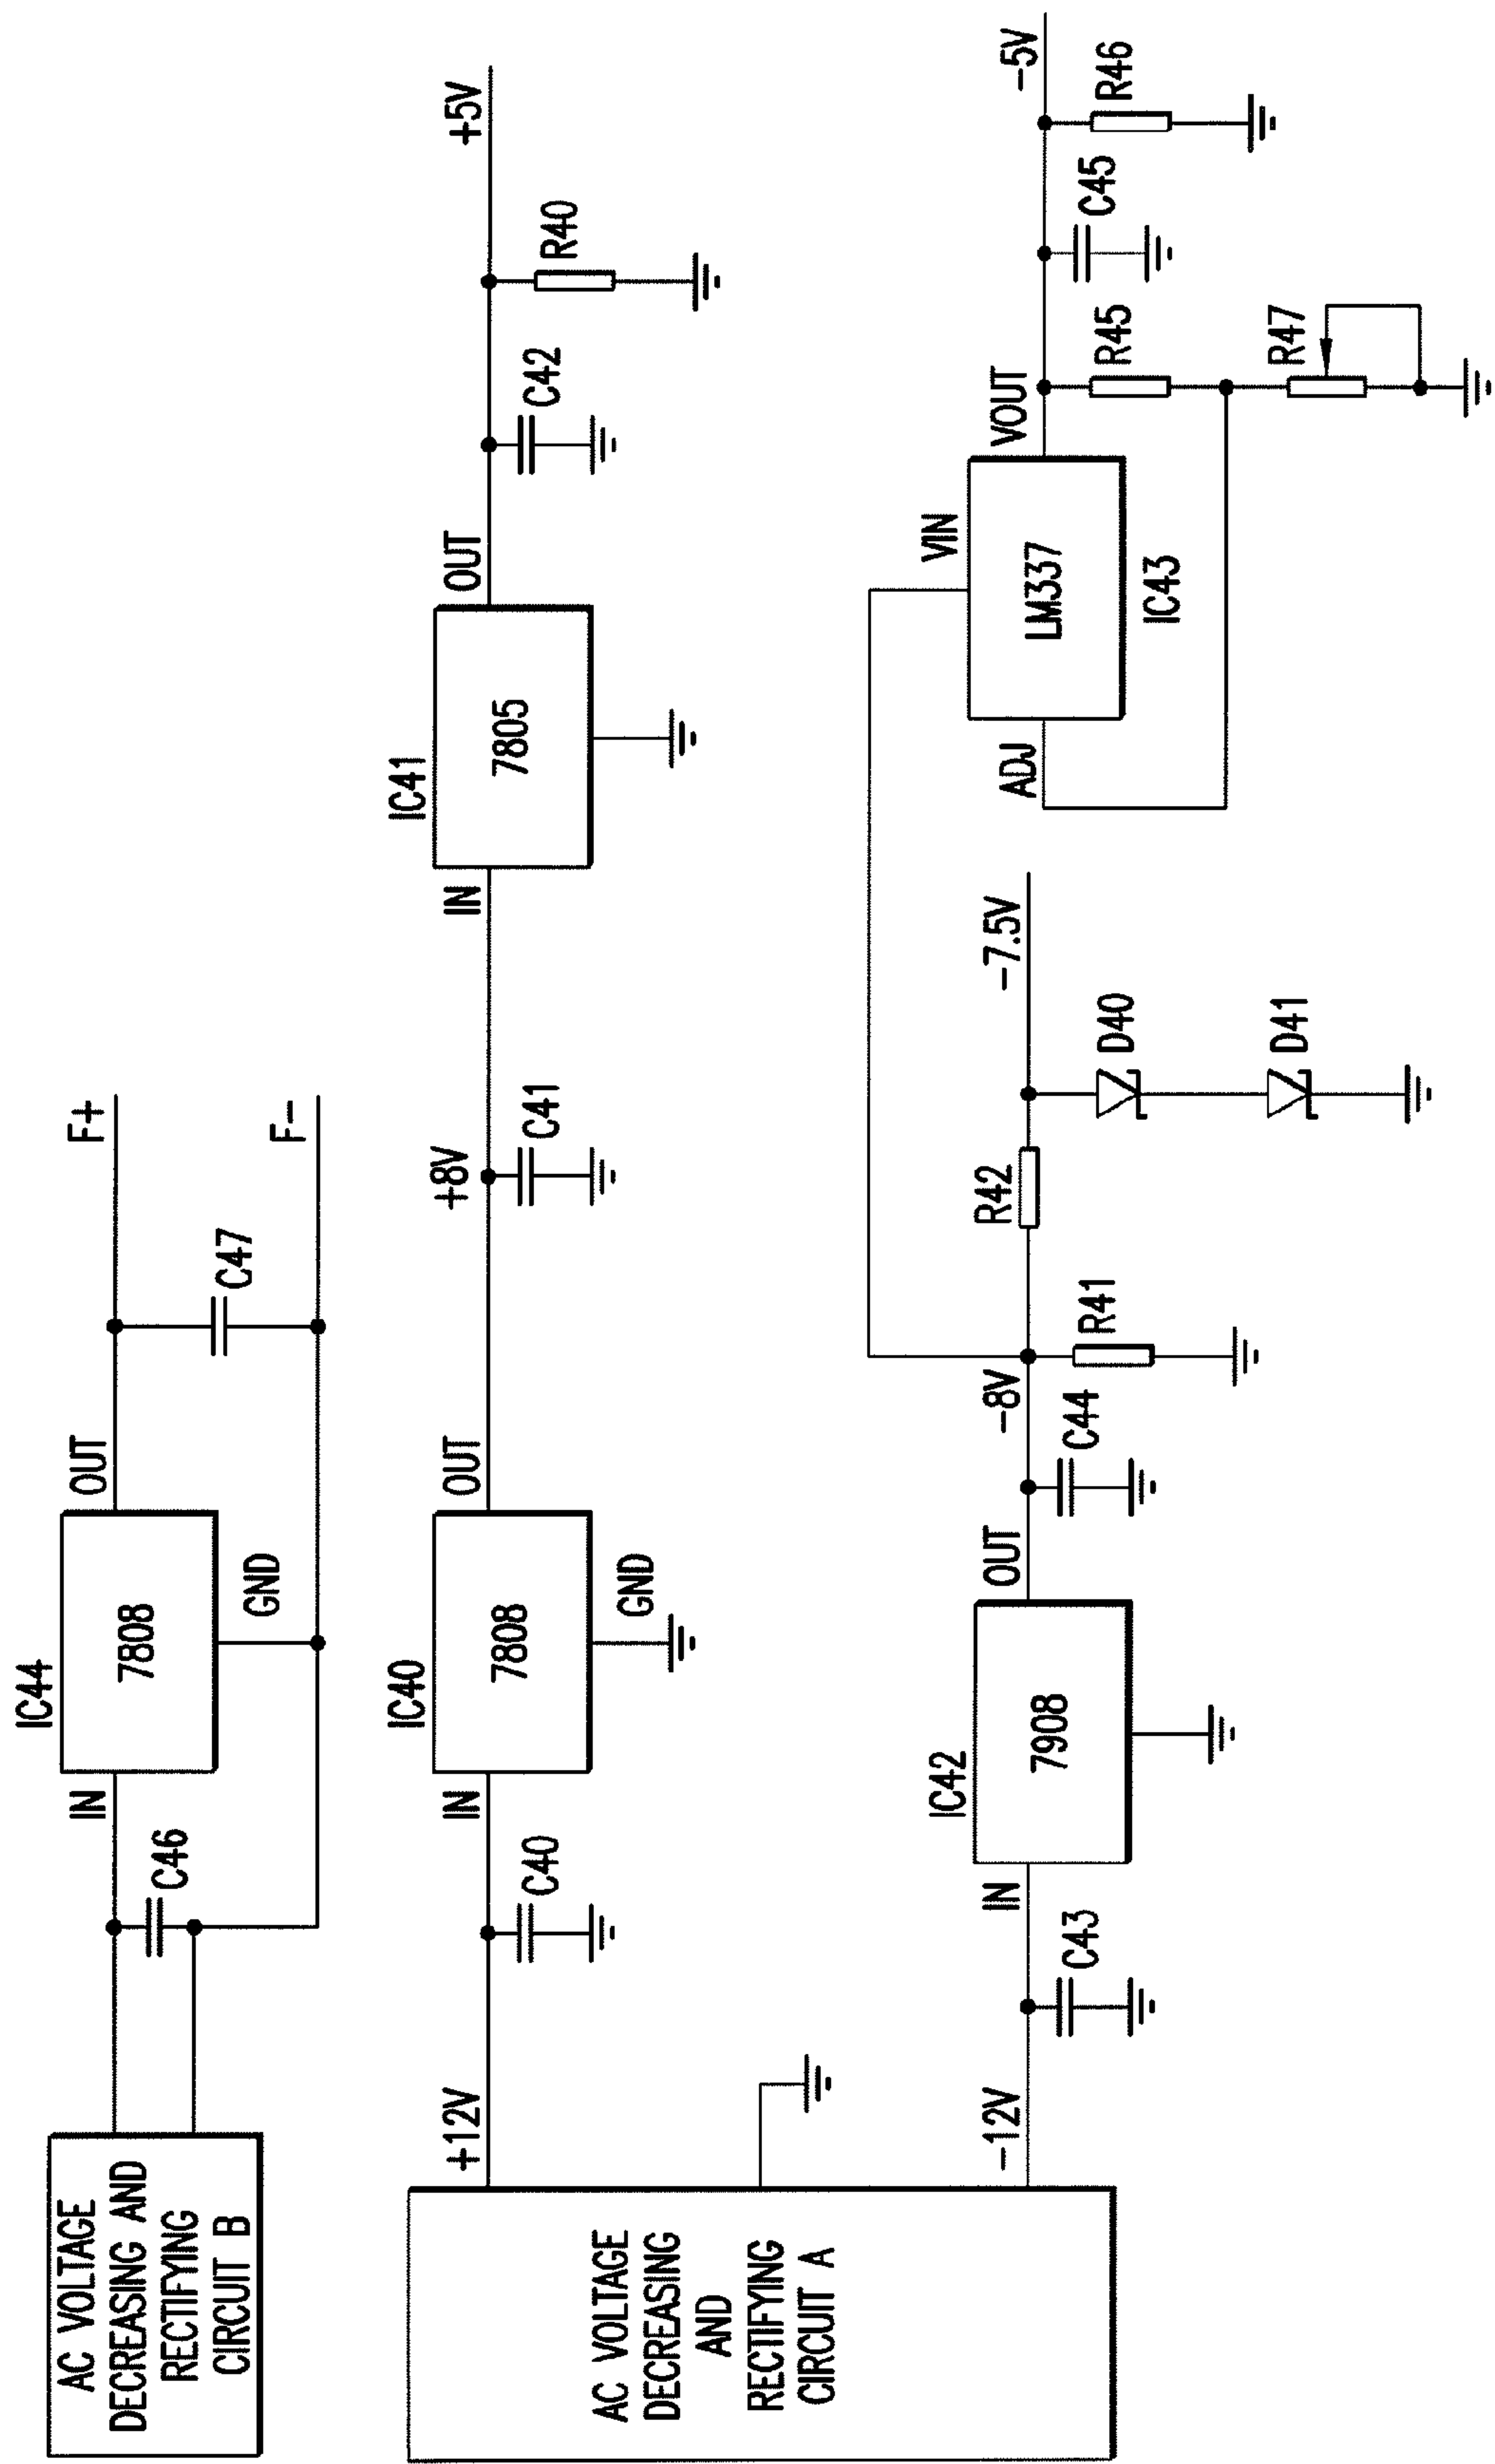 AC VOLTAGE
DECREASING AND
RECTIFYING
CIRCUIT B
C46
IN
IC44
7808
GND
OUT
C47
F+
F-
AC VOLTAGE
DECREASING
AND
RECTIFYING
CIRCUIT A
+12V
C40
IN
IC40
7808
GND
OUT
+8V
C41
IN
IC41
7805
OUT
C42
R40
+5V
-12V
C43
IN
IC42
7908
OUT
C44
-8V
R41
R42
-7.5V
D40
D41
ADJ
VIN
LM337
IC43
VOUT
R45
R47
C45
R46
-5V